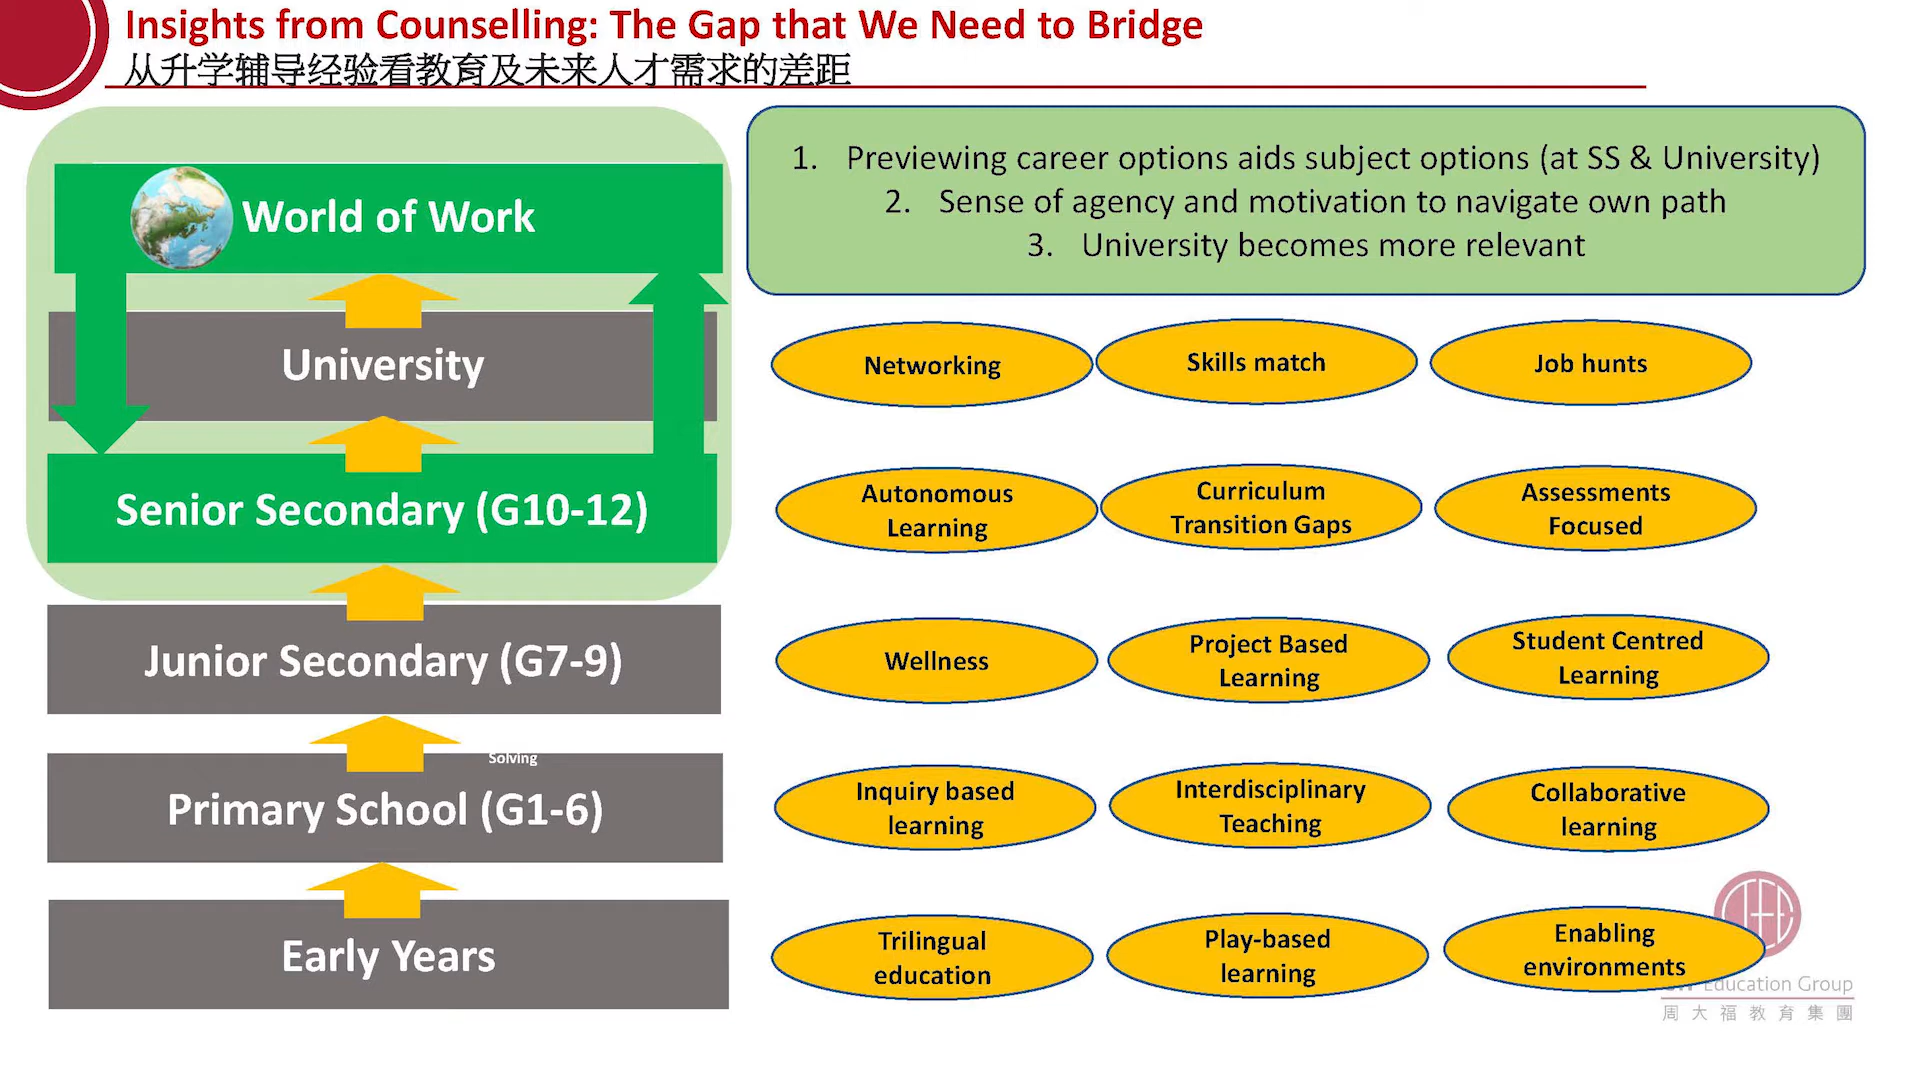 Insights from Counselling: The Gap that We Need to Bridge
从升学辅导经验看教育及未来人才需求的差距
World of Work
University
Senior Secondary (G10-12)
Junior Secondary (G7-9)
Solving
Primary School (G1-6)
Early Years
1. Previewing career options aids subject options (at SS & University)
2. Sense of agency and motivation to navigate own path
3. University becomes more relevant
Networking
Skills match
Job hunts
Autonomous
Learning
Curriculum
Transition Gaps
Assessments
Focused
Wellness
Project Based
Learning
Student Centred
Learning
Inquiry based
learning
Interdisciplinary
Teaching
Collaborative
learning
Trilingual
education
Play-based
learning
Enabling
environments
Education Group
周大福教育集團